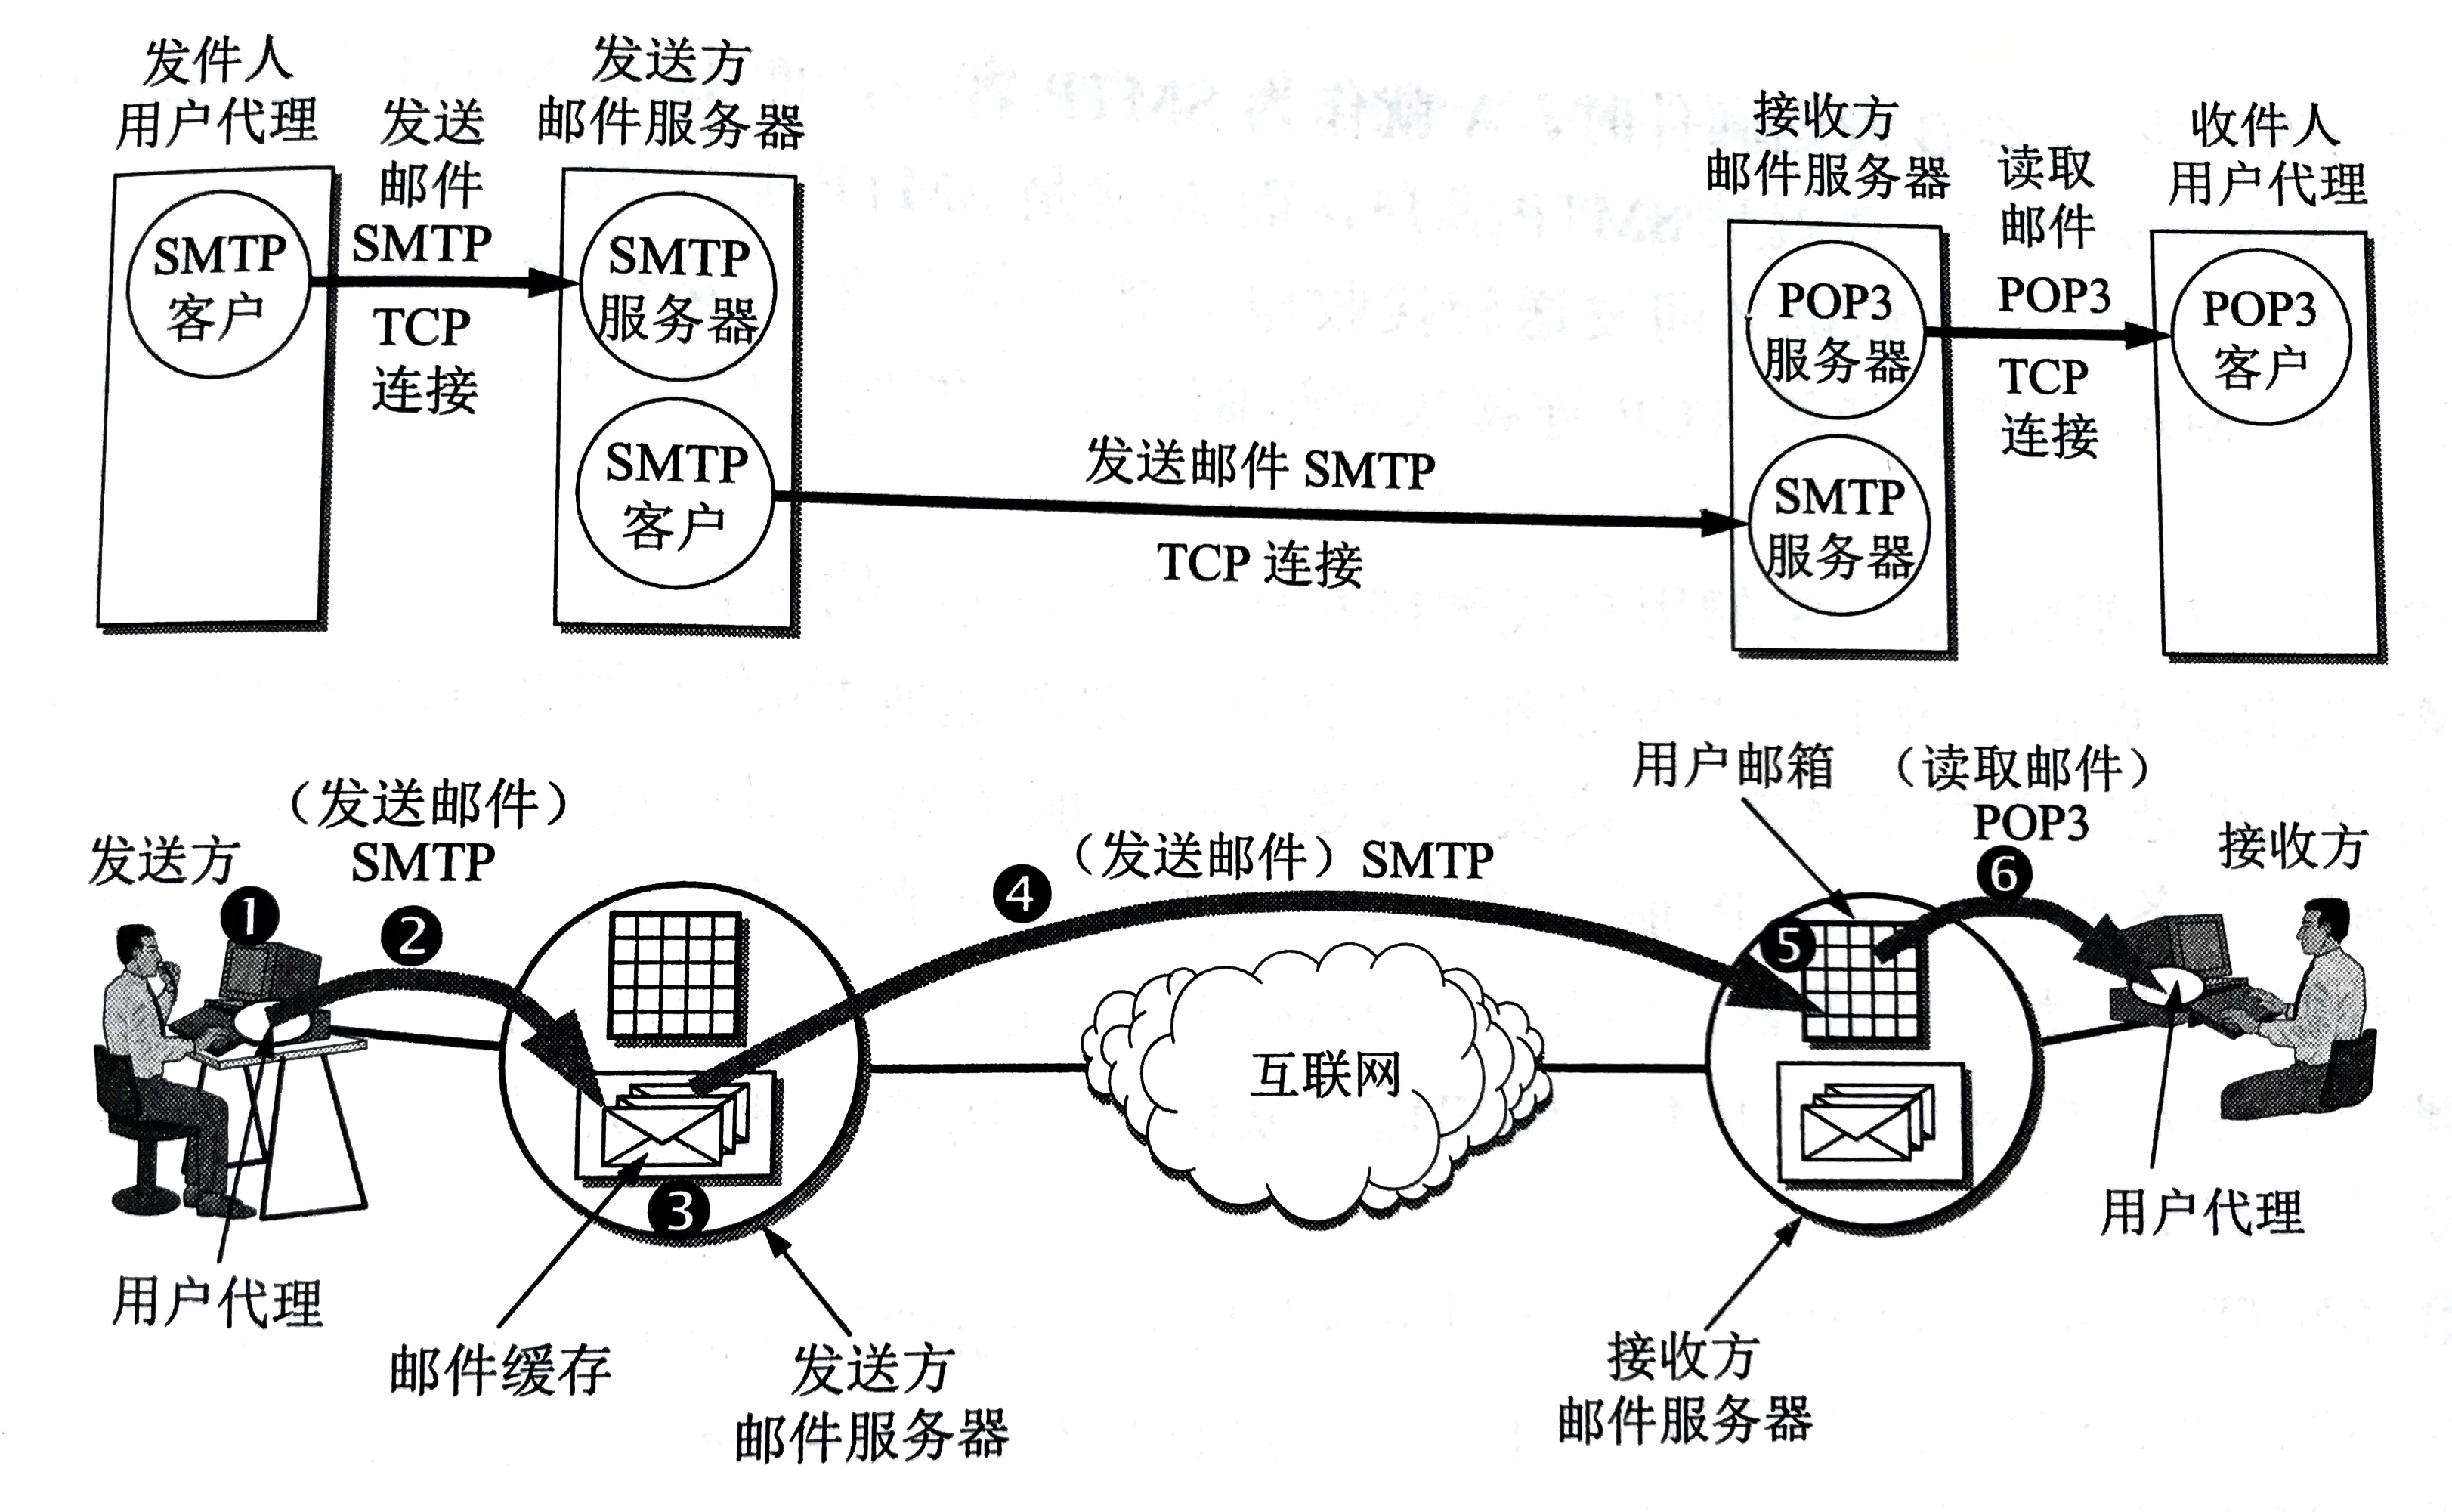 发件人
用户代理
发送
邮件
SMTP
TCP
连接
发送方
邮件服务器
接收方
邮件服务器
读取
邮件
POP3
TCP
连接
收件人
用户代理
SMTP
客户
SMTP
服务器
SMTP
客户
发送邮件 SMTP
TCP 连接
POP3
服务器
SMTP
服务器
POP3
客户
发送方
(发送邮件)
SMTP
(发送邮件) SMTP
用户邮箱
(读取邮件)
POP3
接收方
1
2
3
4
5
6
互联网
用户代理
邮件缓存
发送方
邮件服务器
接收方
邮件服务器
用户代理